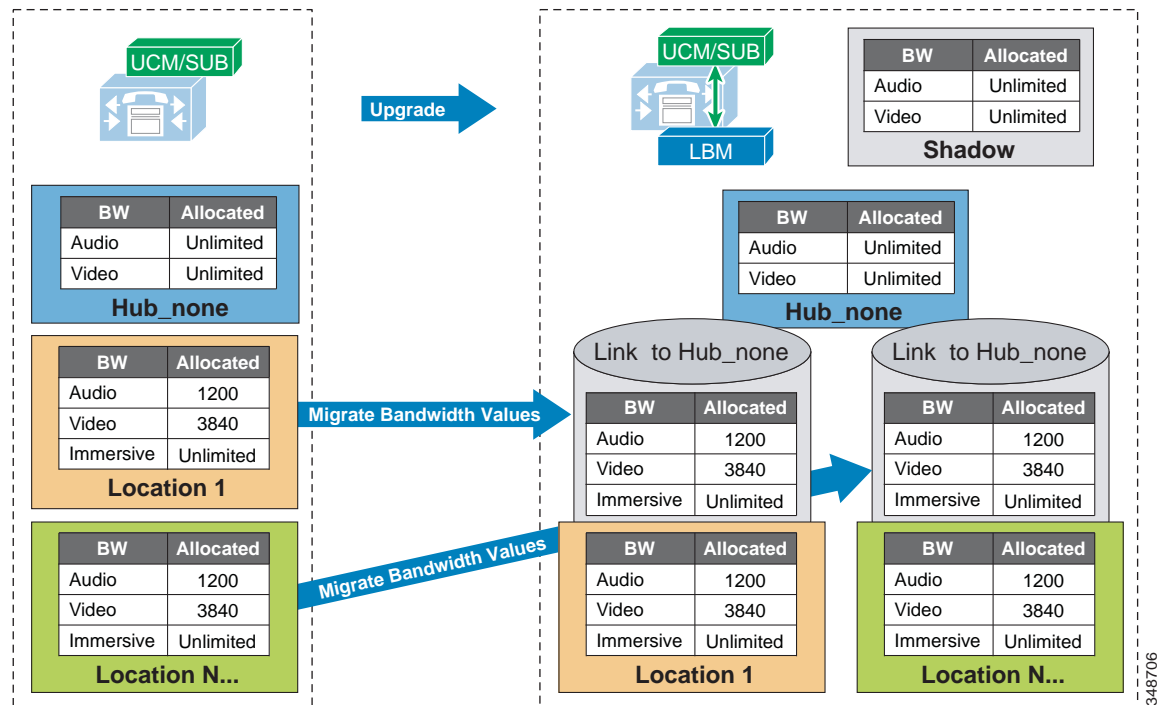 UCM/SUB
BW Allocated
Audio Unlimited
Video Unlimited
Hub_none
BW Allocated
Audio 1200
Video 3840
Immersive Unlimited
Location 1
BW Allocated
Audio 1200
Video 3840
Immersive Unlimited
Location N...
Upgrade
Migrate Bandwidth Values
Migrate Bandwidth Values
UCM/SUB
LBM
BW Allocated
Audio Unlimited
Video Unlimited
Shadow
BW Allocated
Audio Unlimited
Video Unlimited
Hub_none
Link to Hub_none
BW Allocated
Audio 1200
Video 3840
Immersive Unlimited
BW Allocated
Audio 1200
Video 3840
Immersive Unlimited
Location 1
Link to Hub_none
BW Allocated
Audio 1200
Video 3840
Immersive Unlimited
BW Allocated
Audio 1200
Video 3840
Immersive Unlimited
Location N...
348706